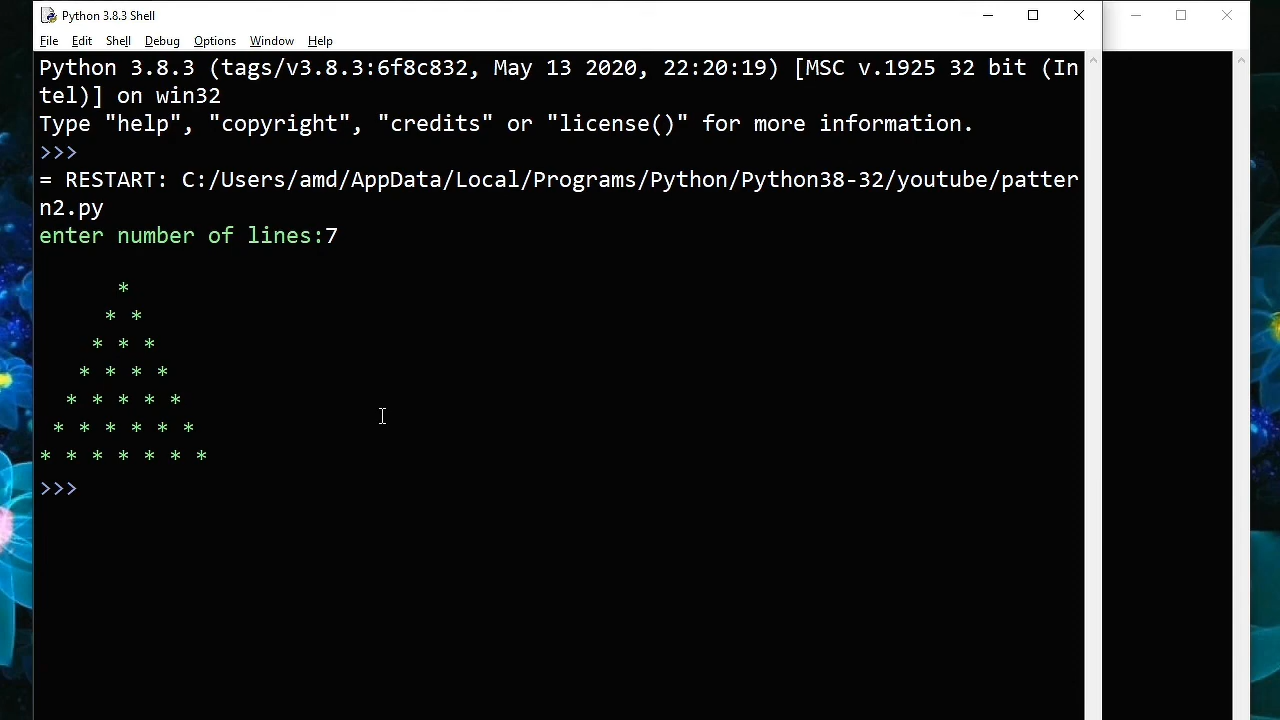 Python 3.8.3 Shell
File Edit Shell Debug Options Window Help
Python 3.8.3 (tags/v3.8.3:6f8c832, May 13 2020, 22:20:19) [MSC v.1925 32 bit (In
tel)] on win32
Type "help", "copyright", "credits" or "license()" for more information.
>>>
= RESTART: C:/Users/amd/AppData/Local/Programs/Python/Python38-32/youtube/patter
n2.py
enter number of lines:7

      *
     * *
    * * *
   * * * *
  * * * * *
 * * * * * *
* * * * * * *
>>>